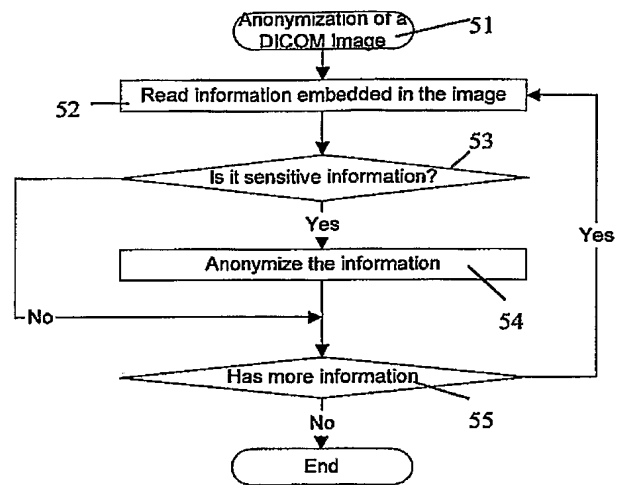 Anonymization of a
DICOM Image
51
Read information embedded in the image
52
53
Is it sensitive information?
Yes
Yes
Anonymize the information
54
No
Has more information
55
No
End